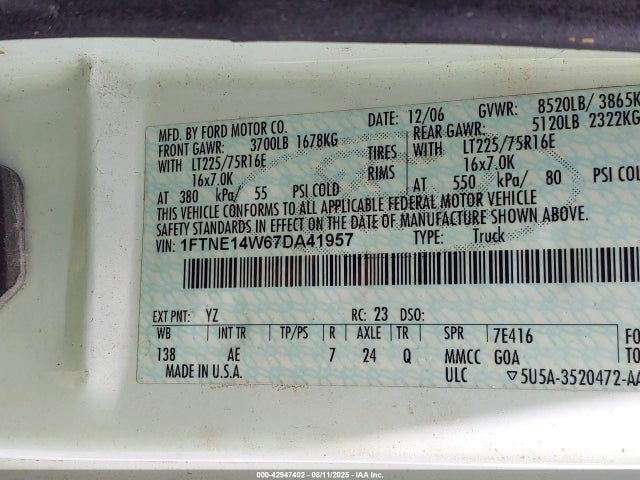 MFD. BY FORD MOTOR CO. DATE: 12/06 GVWR: 8520LB/ 3865K
FRONT GAWR: 3700LB 1678KG REAR GAWR: 5120LB 2322KG
WITH LT225/75R16E TIRES WITH LT225/75R16E
16x7.0K RIMS 16x7.0K
AT 380 kPa/ 55 PSI COLD AT 550 kPa/ 80 PSI COL
THIS VEHICLE CONFORMS TO ALL APPLICABLE FEDERAL MOTOR VEHICLE
SAFETY STANDARDS IN EFFECT ON THE DATE OF MANUFACTURE SHOWN ABOVE.
VIN: 1FTNE14W67DA41957 TYPE: Truck
EXT PNT: YZ RC: 23 DSO:
WB INT TR TP/PS R AXLE TR SPR 7E416 FO
138 AE 7 24 Q MMCC G0A TO
MADE IN U.S.A. ULC ▽5U5A-3520472-AA
000-42947402 - 08/11/2025 - IAA Inc.